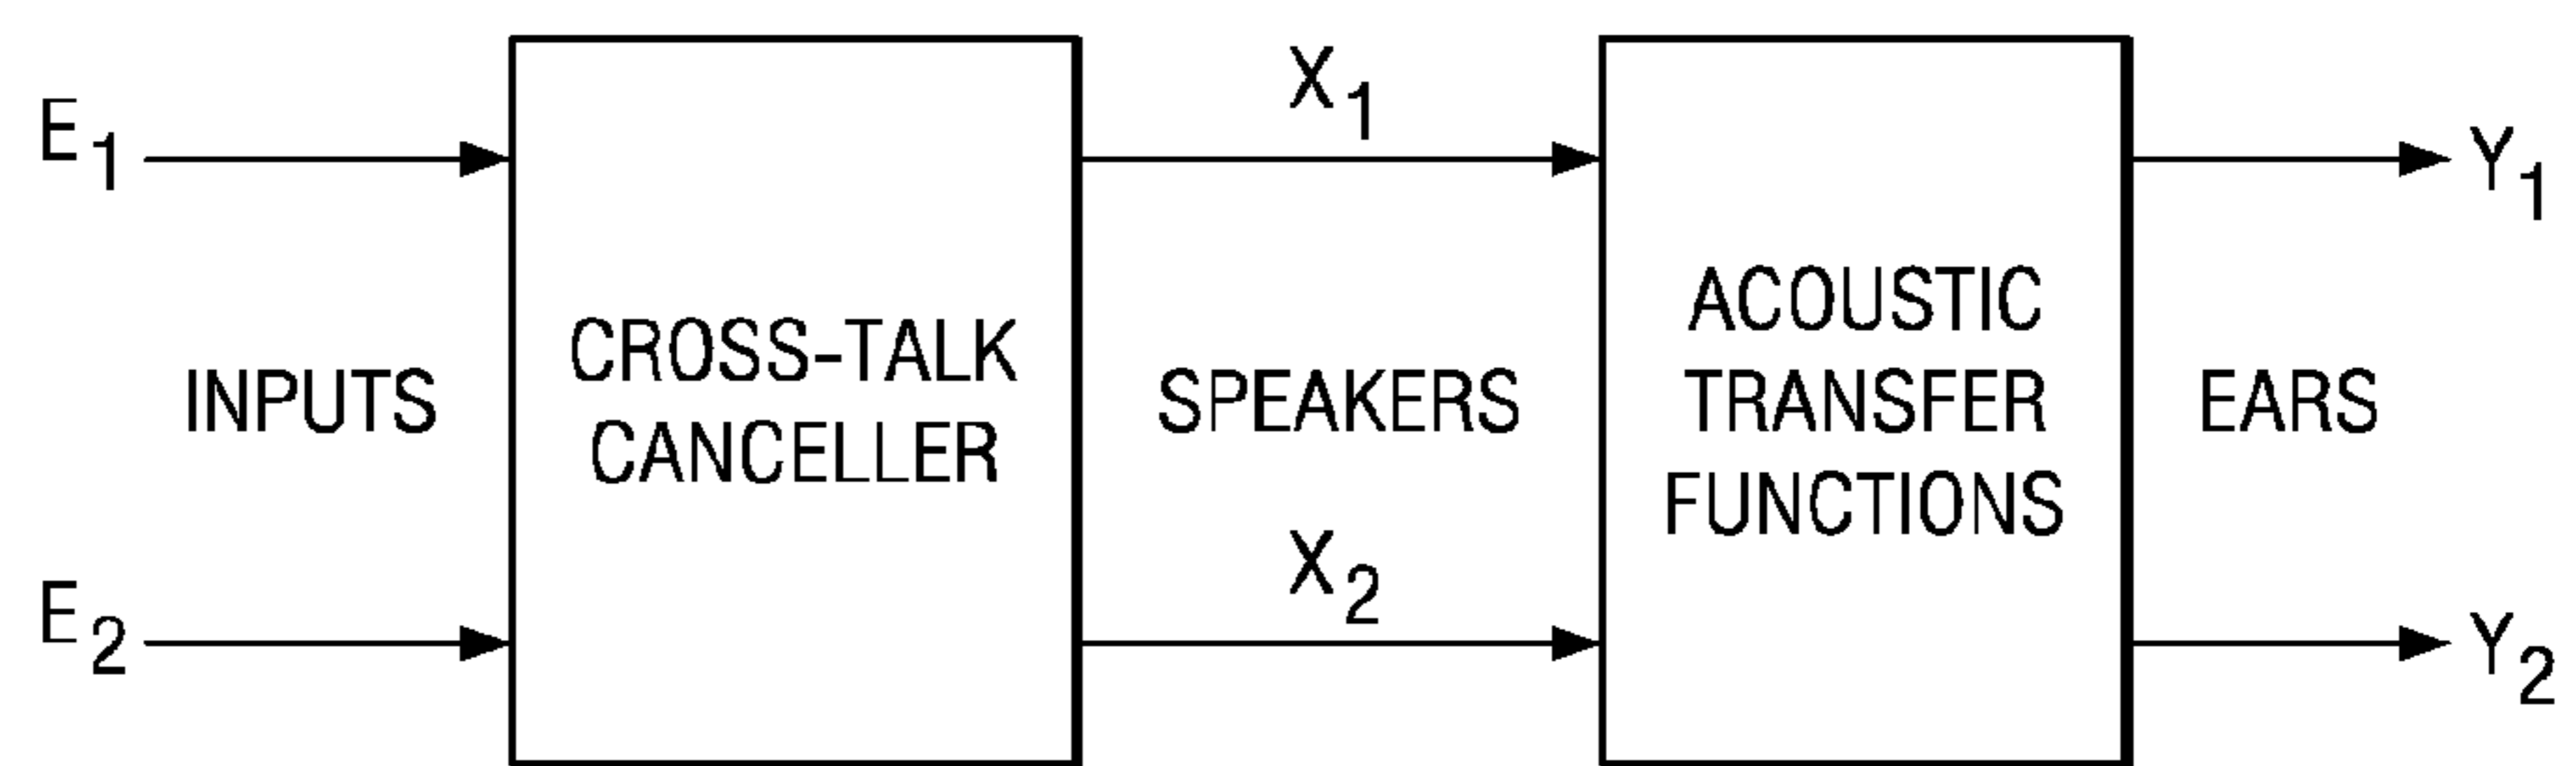 E1
X1
Y1
INPUTS
CROSS-TALK
CANCELLER
SPEAKERS
ACOUSTIC
TRANSFER
FUNCTIONS
EARS
E2
X2
Y2